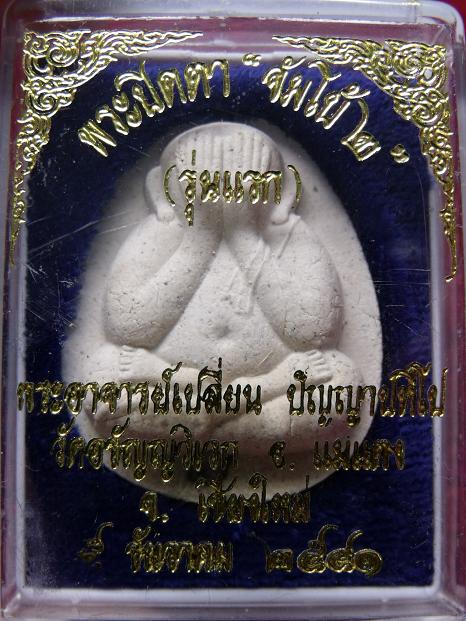 พระปิดตา "จัมโบ้ ๒"
(รุ่นแรก)
พระอาจารย์เปลี่ยน ปัญญาปทีโป
วัดอรัญญวิเวก อ. แม่แตง
จ. เชียงใหม่
๕ ธันวาคม ๒๕๔๑